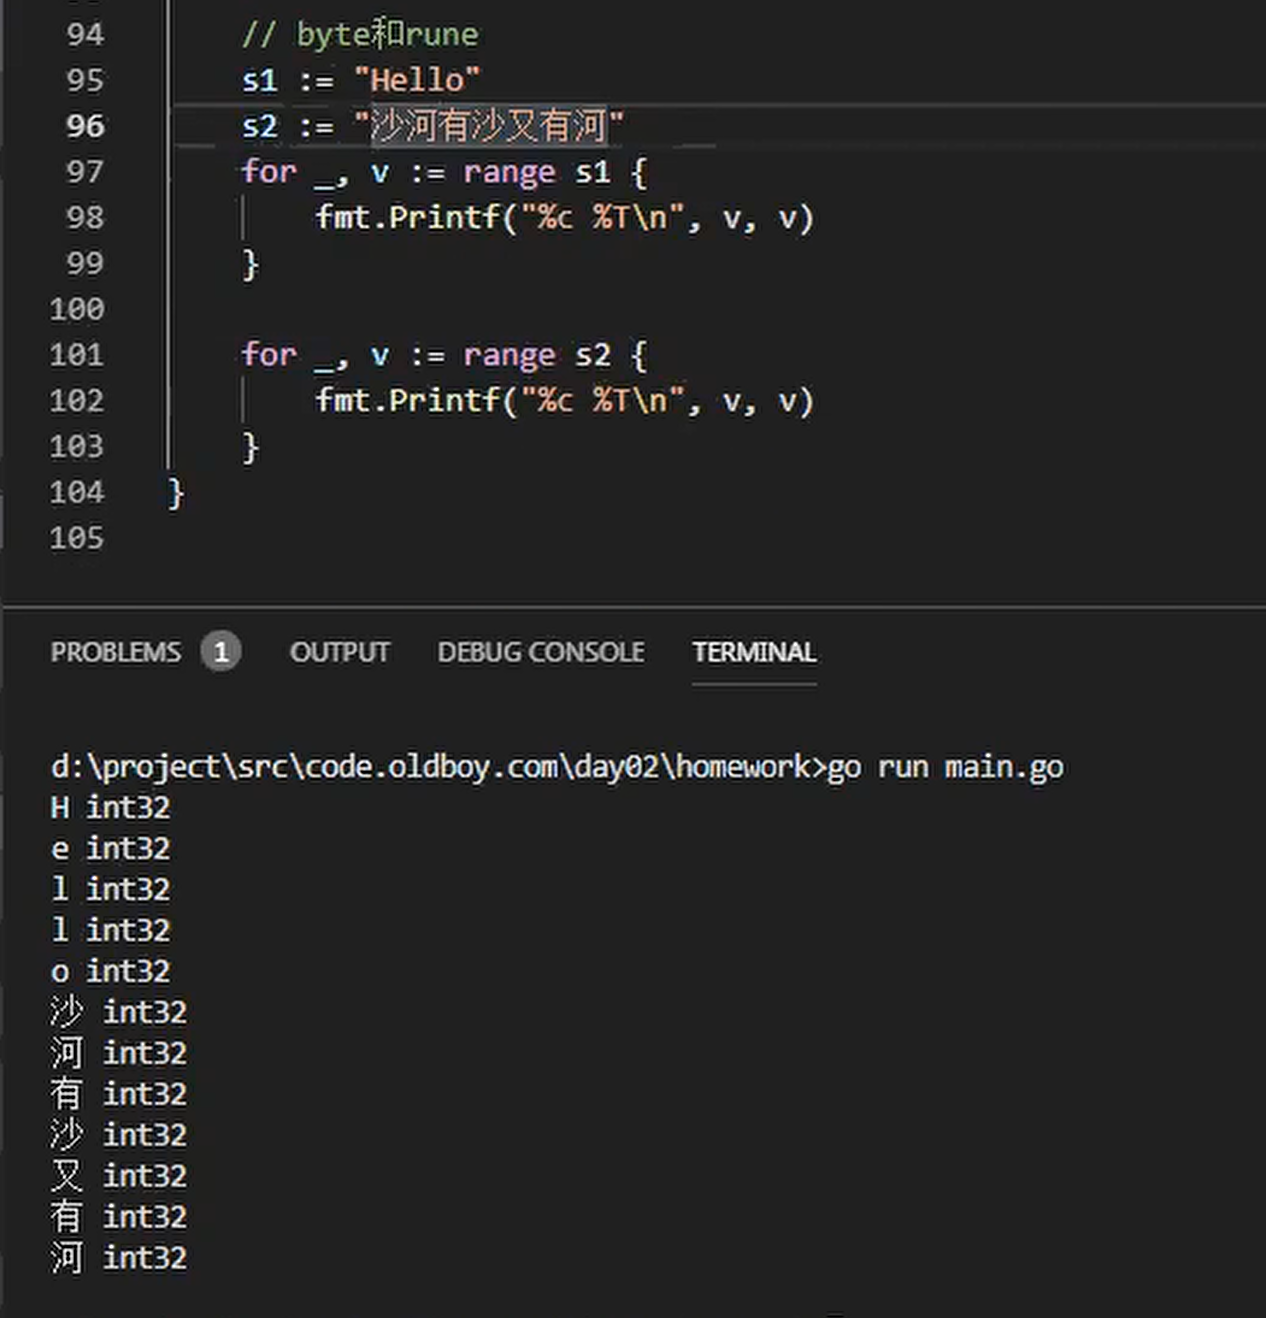 94 // byte和rune
95 s1 := "Hello"
96 s2 := "沙河有沙又有河"
97 for _, v := range s1 {
98 fmt.Printf("%c %T\n", v, v)
99 }
100
101 for _, v := range s2 {
102 fmt.Printf("%c %T\n", v, v)
103 }
104 }
105
PROBLEMS 1 OUTPUT DEBUG CONSOLE TERMINAL
d:\project\src\code.oldboy.com\day02\homework>go run main.go
H int32
e int32
l int32
l int32
o int32
沙 int32
河 int32
有 int32
沙 int32
又 int32
有 int32
河 int32